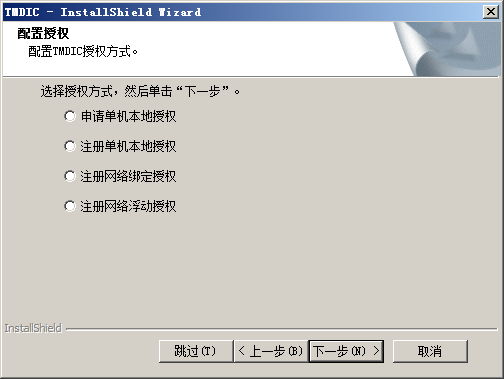 TMDIC - InstallShield Wizard
配置授权
配置TMDIC授权方式。
选择授权方式，然后单击“下一步”。
申请单机本地授权
注册单机本地授权
注册网络绑定授权
注册网络浮动授权
InstallShield
跳过(T) < 上一步(B) 下一步(N) > 取消